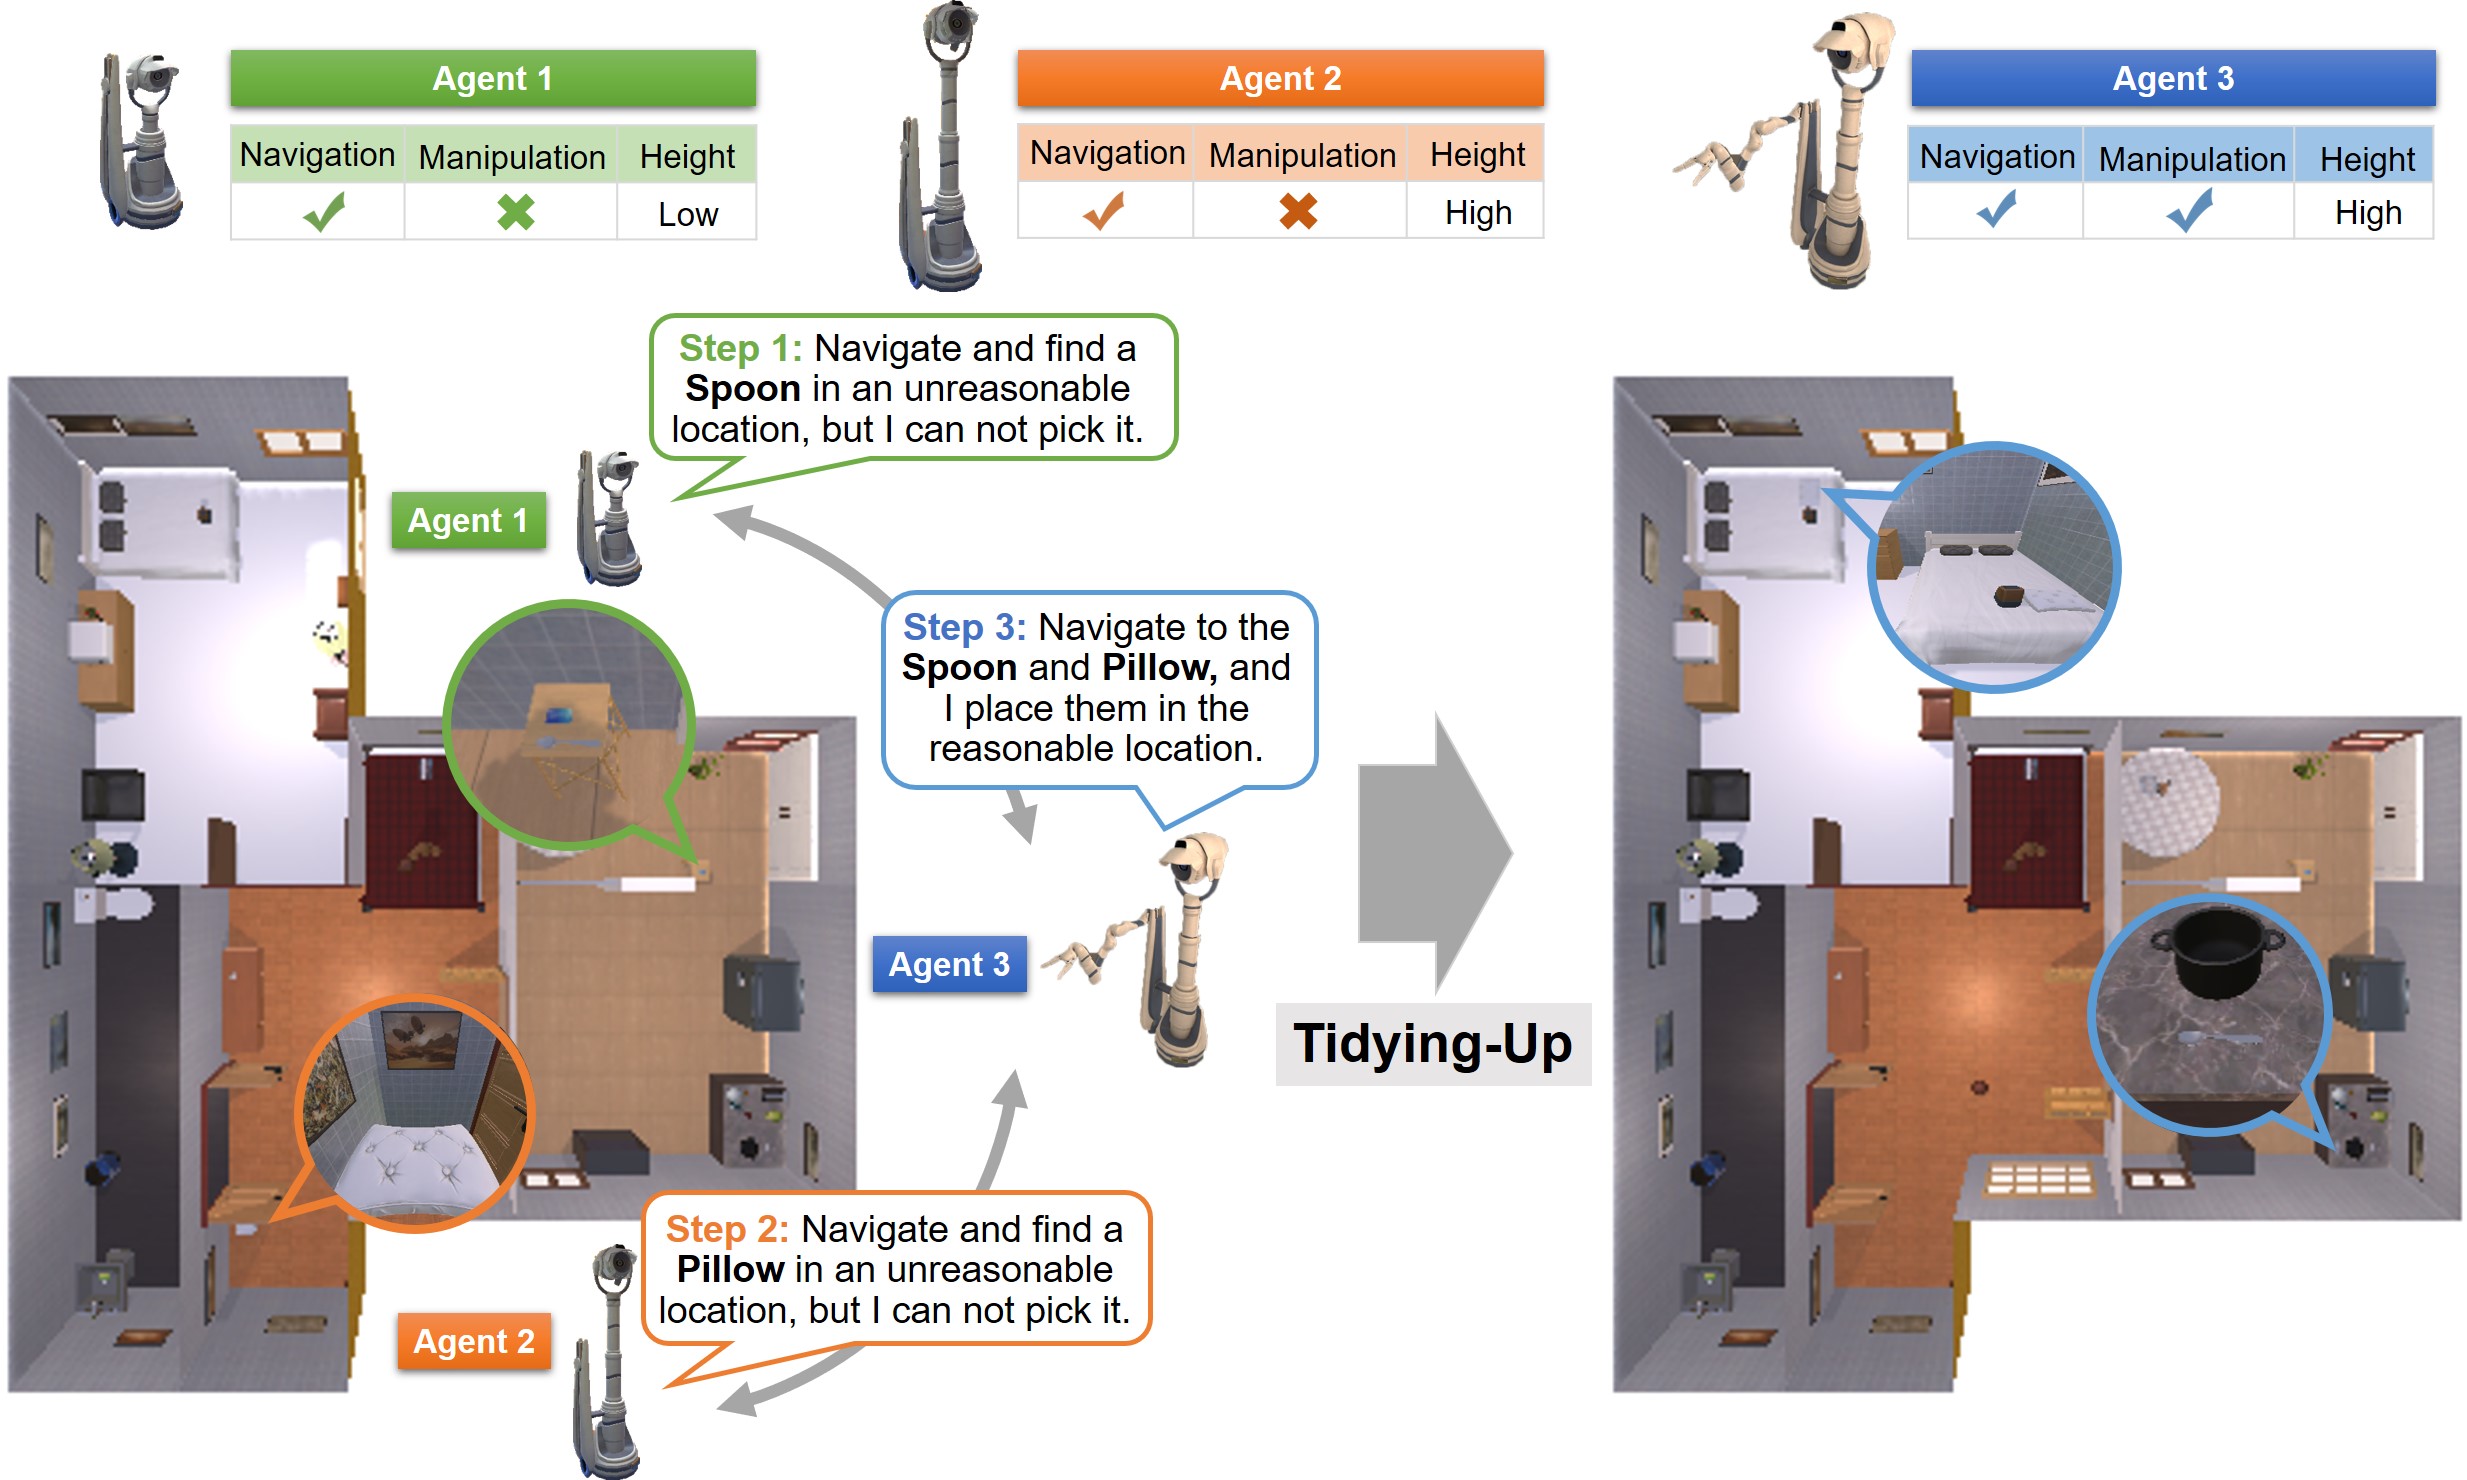 Agent 1
Navigation Manipulation Height
Low
Agent 2
Navigation Manipulation Height
High
Agent 3
Navigation Manipulation Height
High
Step 1: Navigate and find a
Spoon in an unreasonable
location, but I can not pick it.
Agent 1
Step 3: Navigate to the
Spoon and Pillow, and
I place them in the
reasonable location.
Agent 3
Tidying-Up
Step 2: Navigate and find a
Pillow in an unreasonable
location, but I can not pick it.
Agent 2